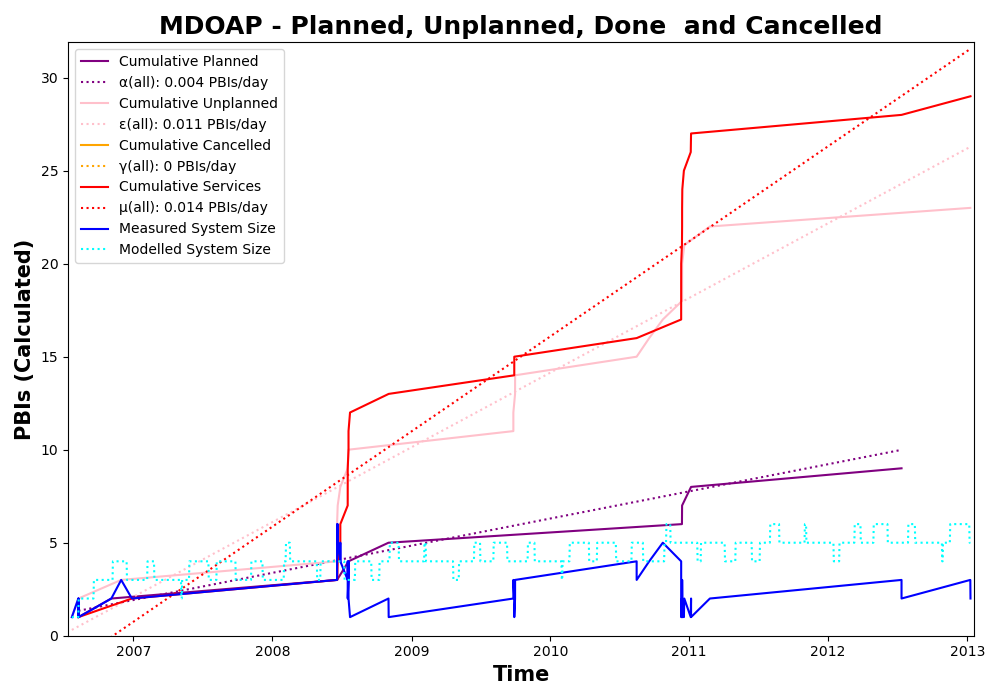 MDOAP - Planned, Unplanned, Done  and Cancelled
Cumulative Planned
α(all): 0.004 PBIs/day
Cumulative Unplanned
ε(all): 0.011 PBIs/day
Cumulative Cancelled
γ(all): 0 PBIs/day
Cumulative Services
μ(all): 0.014 PBIs/day
Measured System Size
Modelled System Size
PBIs (Calculated)
30
25
20
15
10
5
0
2007 2008 2009 2010 2011 2012 2013
Time